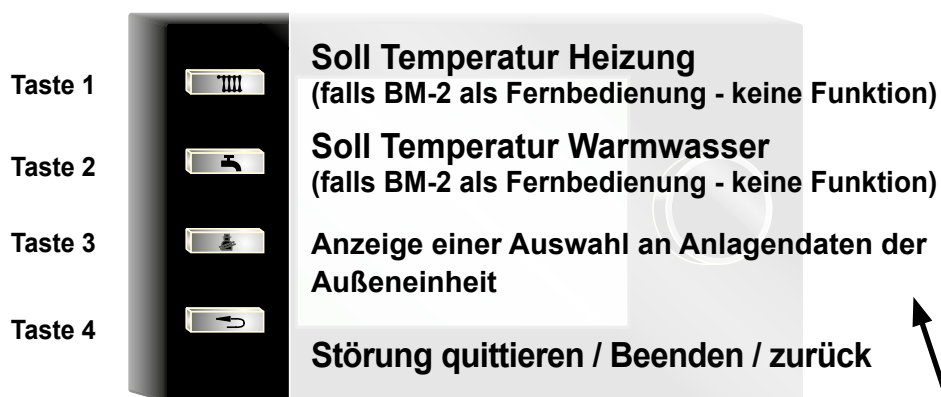 Taste 1
Soll Temperatur Heizung
(falls BM-2 als Fernbedienung - keine Funktion)
Taste 2
Soll Temperatur Warmwasser
(falls BM-2 als Fernbedienung - keine Funktion)
Taste 3
Anzeige einer Auswahl an Anlagendaten der
Außeneinheit
Taste 4
Störung quittieren / Beenden / zurück